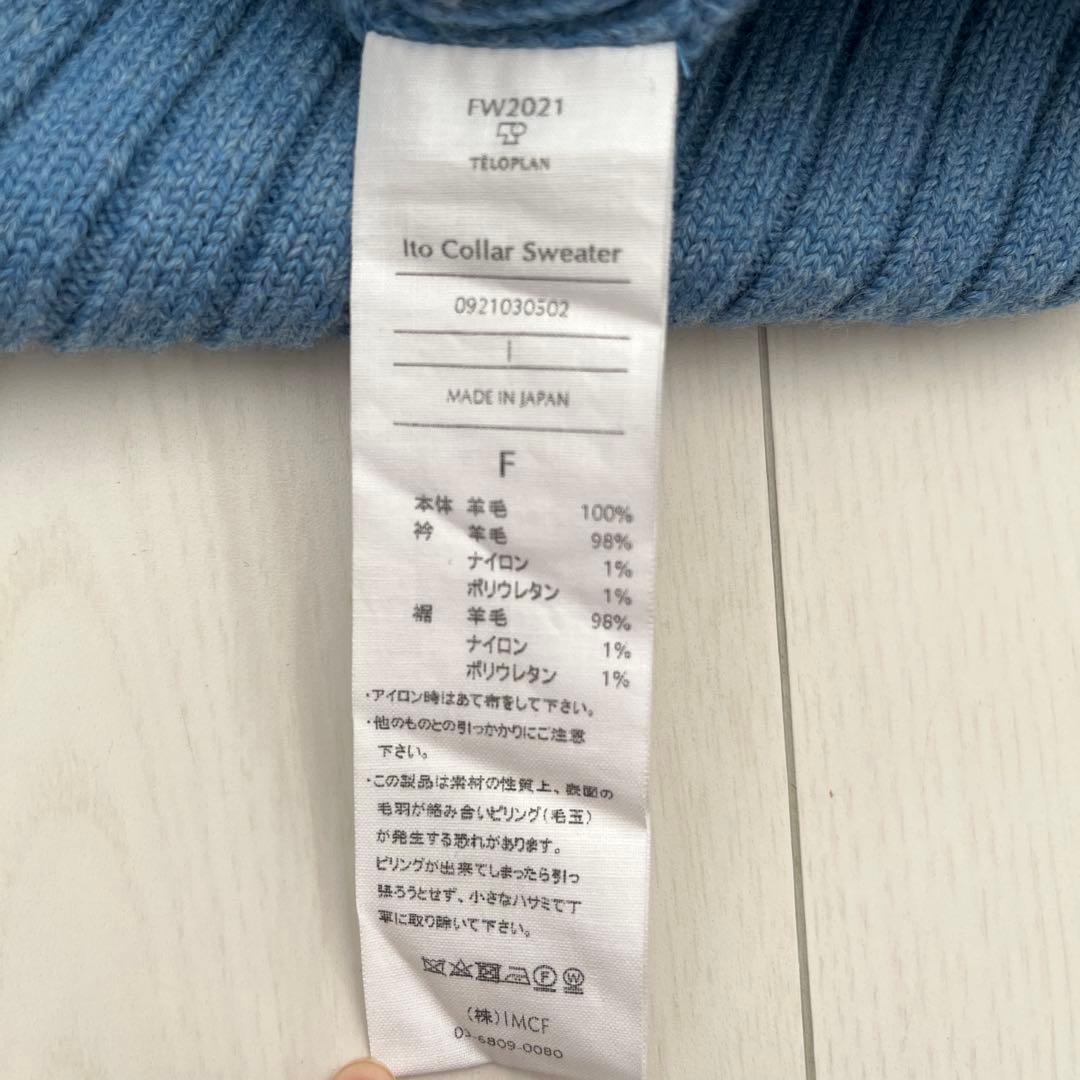 FW2021
TĒLOPLAN
Ito Collar Sweater
0921030502
I
MADE IN JAPAN
F
本体 羊毛 100%
衿 羊毛 98%
ナイロン 1%
ポリウレタン 1%
裾 羊毛 98%
ナイロン 1%
ポリウレタン 1%
・アイロン時はあて布をして下さい。
・他のものとの引っかかりにご注意
下さい。
・この製品は素材の性質上、表面の
毛羽が絡み合いピリング(毛玉)
が発生する恐れがあります。
ピリングが出来てしまったら引っ
張ろうとせず、小さなハサミで丁
寧に取り除いて下さい。
F W
(株)IMCF
03-6809-0080